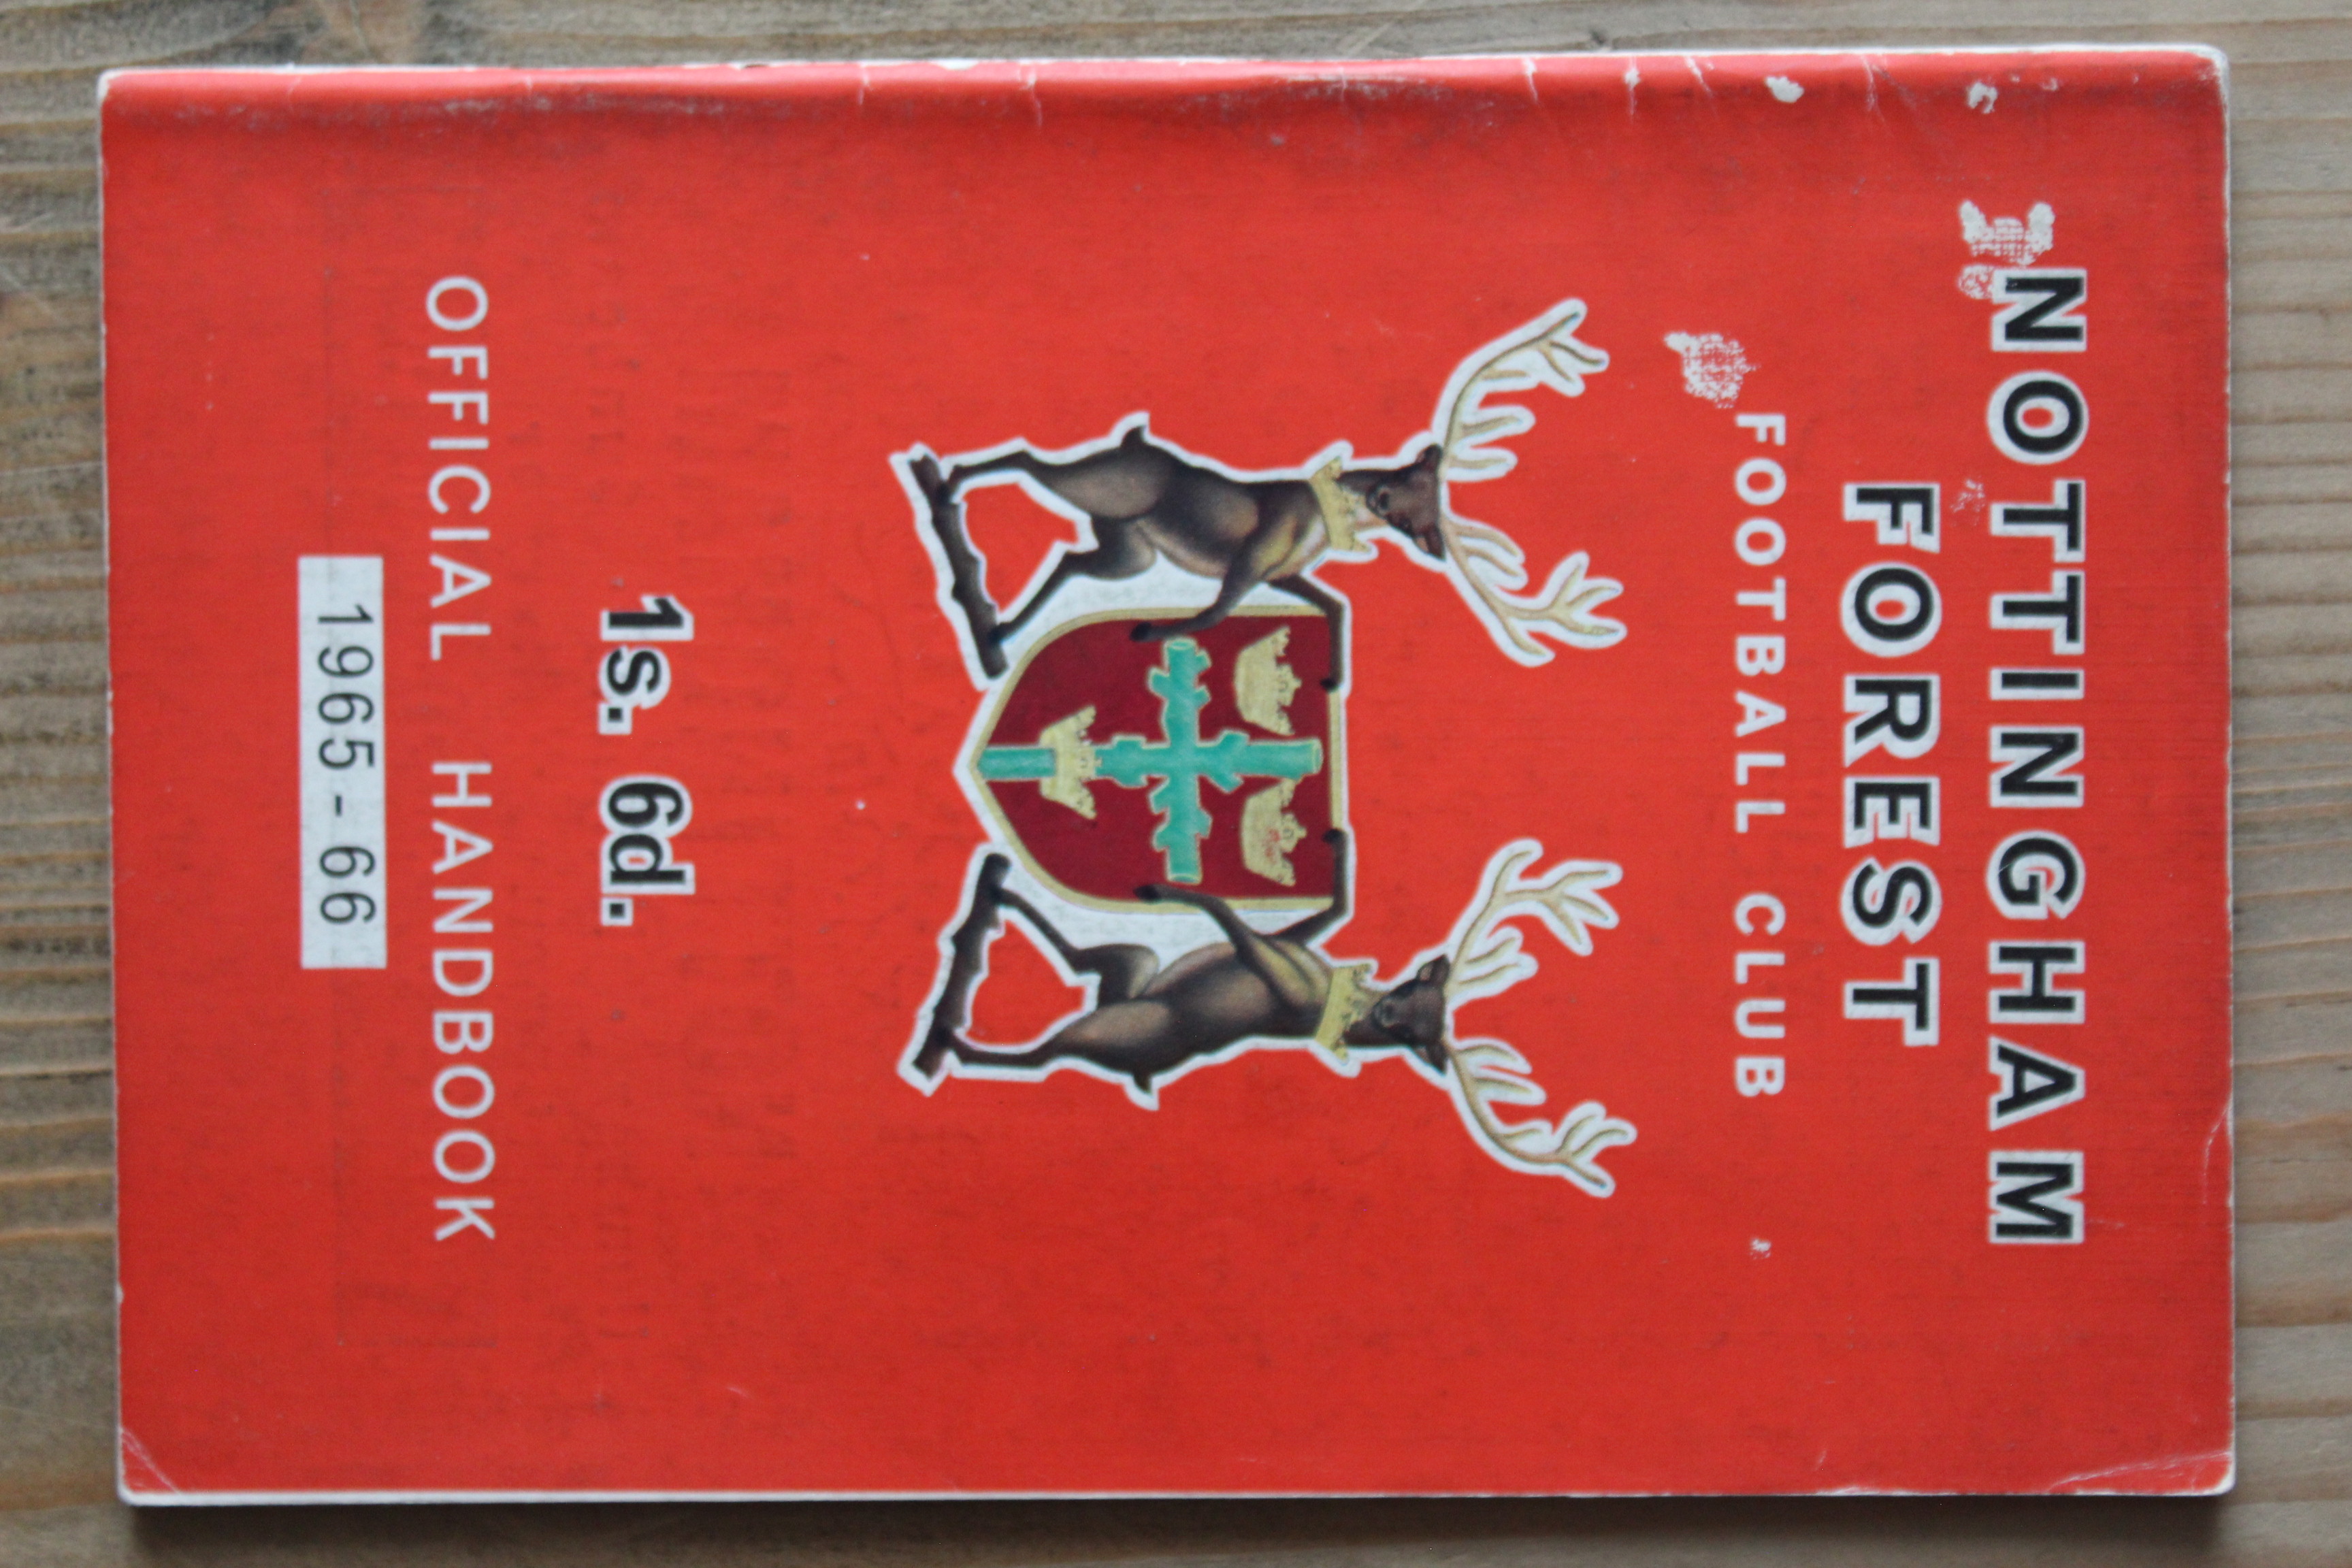 NOTTINGHAM
FOREST
FOOTBALL CLUB
1s. 6d.
OFFICIAL HANDBOOK
1965-66